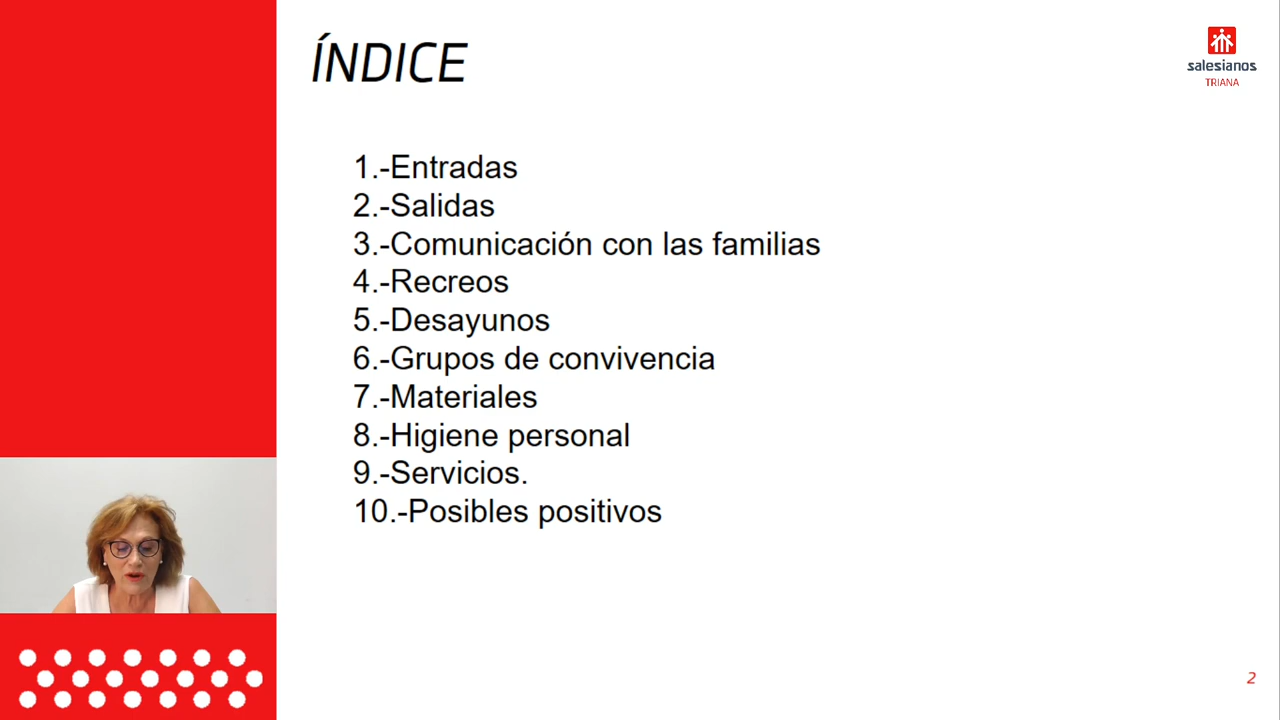 ÍNDICE
salesianos
TRIANA
1.-Entradas
2.-Salidas
3.-Comunicación con las familias
4.-Recreos
5.-Desayunos
6.-Grupos de convivencia
7.-Materiales
8.-Higiene personal
9.-Servicios.
10.-Posibles positivos
2